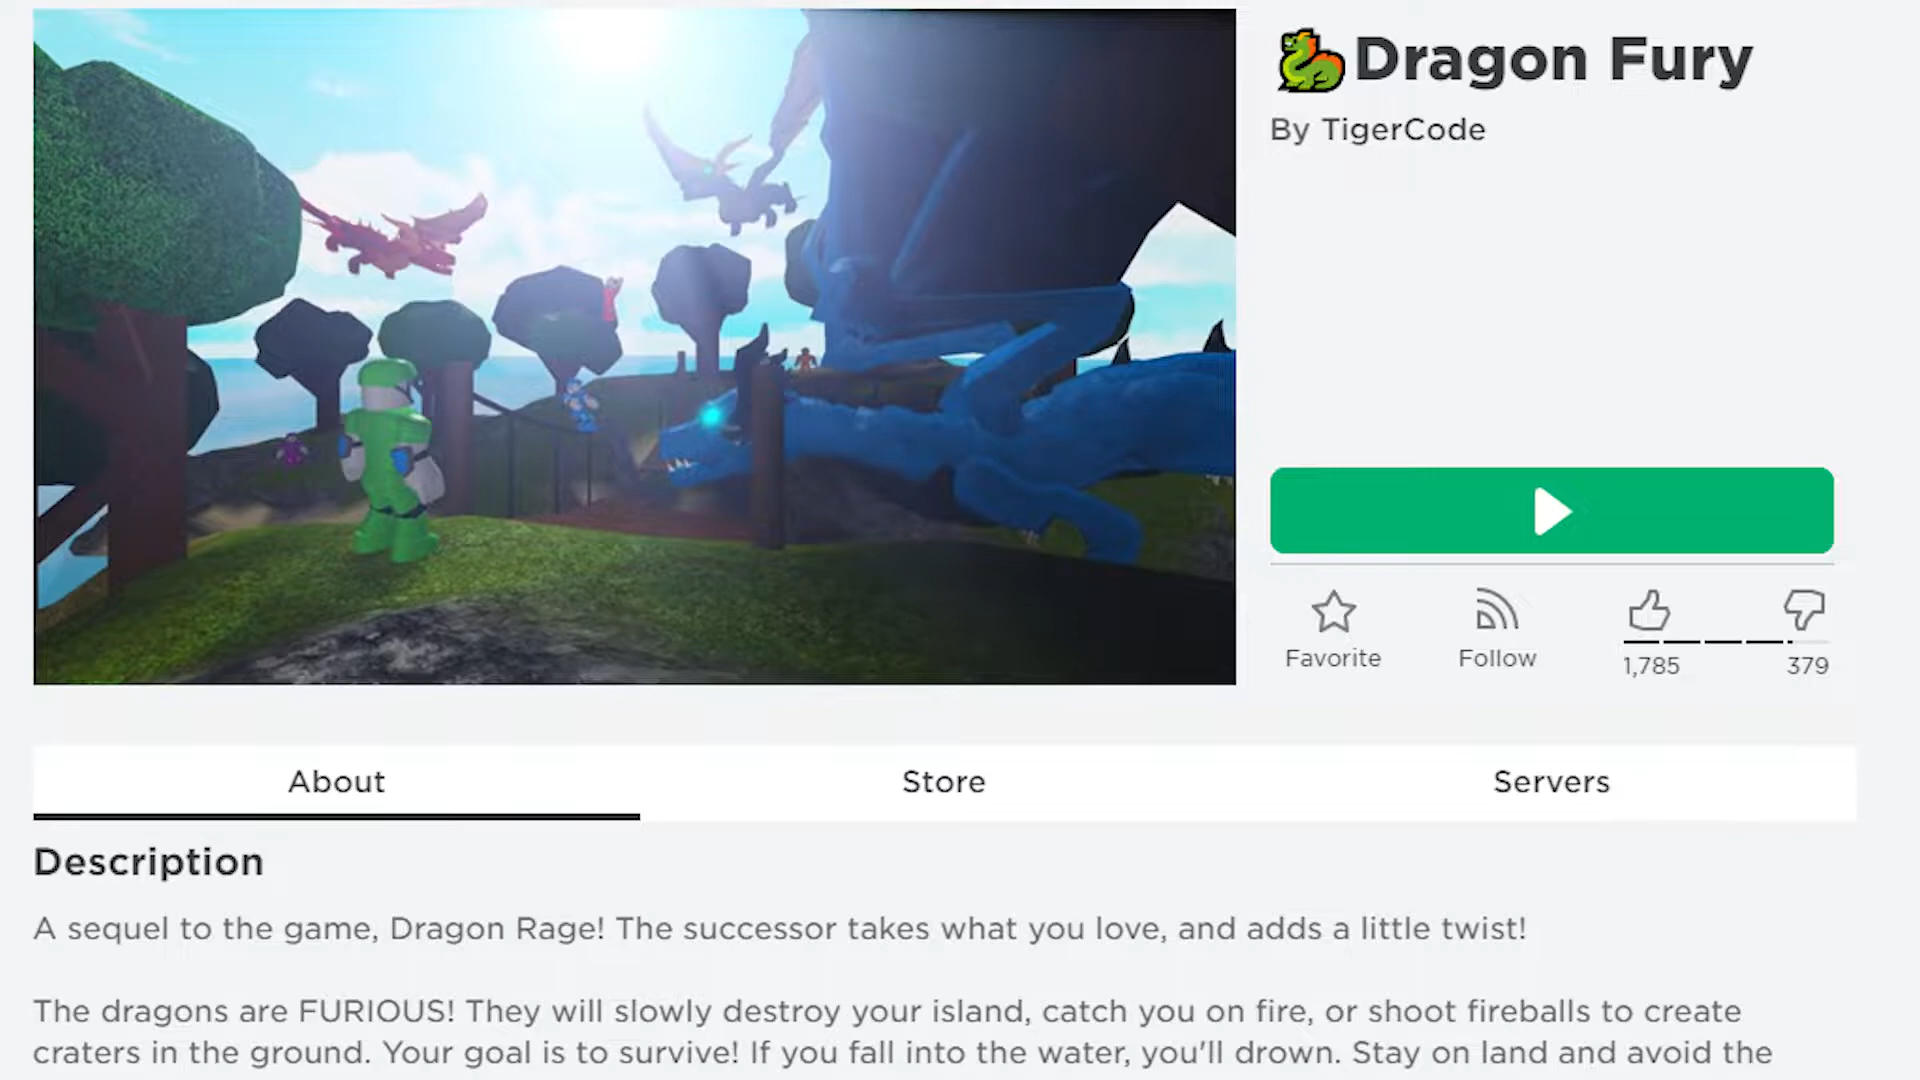 Dragon Fury
By TigerCode
Favorite
Follow
1,785
379
About
Store
Servers
Description
A sequel to the game, Dragon Rage! The successor takes what you love, and adds a little twist!
The dragons are FURIOUS! They will slowly destroy your island, catch you on fire, or shoot fireballs to create
craters in the ground. Your goal is to survive! If you fall into the water, you'll drown. Stay on land and avoid the